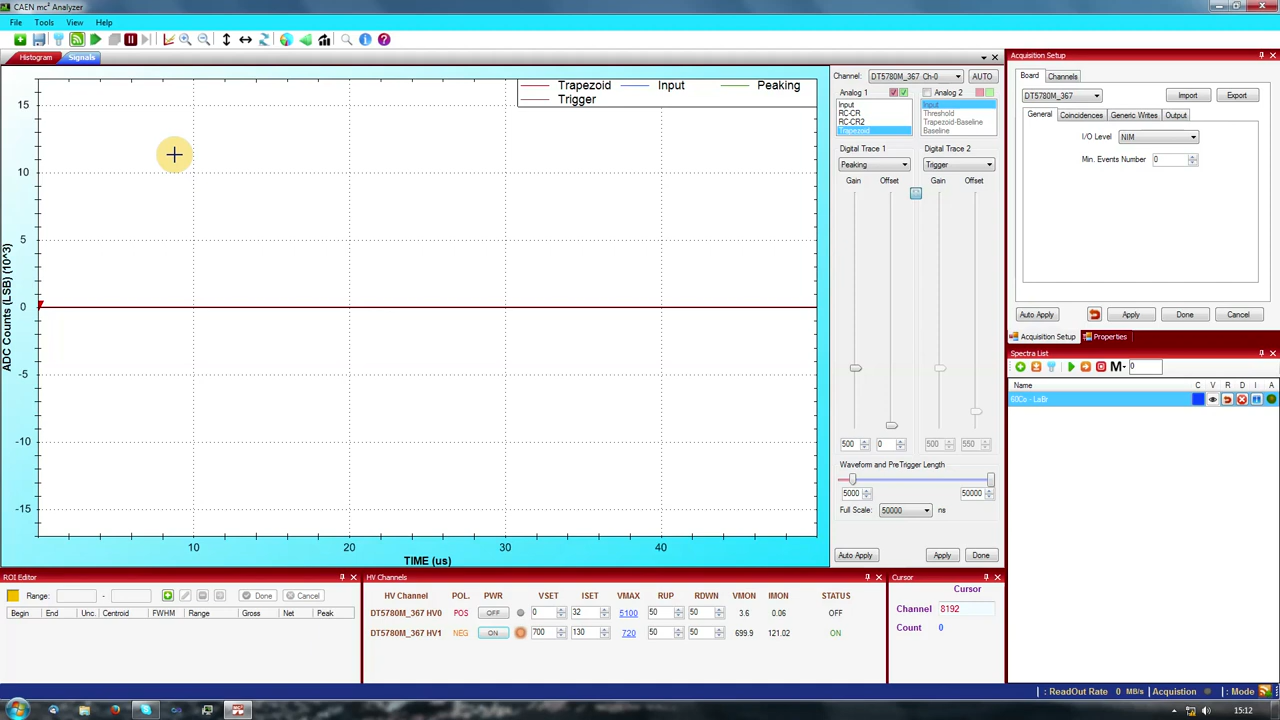 CAEN mc² Analyzer
File Tools View Help
Histogram Signals
15
10
5
0
-5
-10
-15
ADC Counts (LSB) (10^3)
10 20 30 40
TIME (us)
Trapezoid Input Peaking
Trigger
Channel: DT5780M_367 Ch-0 AUTO
Analog 1 Analog 2
Input
RC-CR
RC-CR2
Trapezoid
Input
Threshold
Trapezoid-Baseline
Baseline
Digital Trace 1 Digital Trace 2
Peaking Trigger
Gain Offset Gain Offset
500 0 500 550
Waveform and PreTrigger Length
5000 50000
Full Scale: 50000 ns
Auto Apply Apply Done
Acquisition Setup
Board Channels
DT5780M_367 Import Export
General Coincidences Generic Writes Output
I/O Level NIM
Min. Events Number 0
Auto Apply Apply Done Cancel
Acquisition Setup Properties
Spectra List
M 0
Name C V R D I A
60Co - LaBr
ROI Editor
Range: - Done Cancel
Begin End Unc. Centroid FWHM Range Gross Net Peak
HV Channels
HV Channel POL. PWR VSET ISET VMAX RUP RDWN VMON IMON STATUS
DT5780M_367 HV0 POS OFF 0 32 5100 50 50 3.6 0.06 OFF
DT5780M_367 HV1 NEG ON 700 130 720 50 50 699.9 121.02 ON
Cursor
Cursor
Channel 8192
Count 0
: ReadOut Rate 0 MB/s Acquistion : Mode
15:12